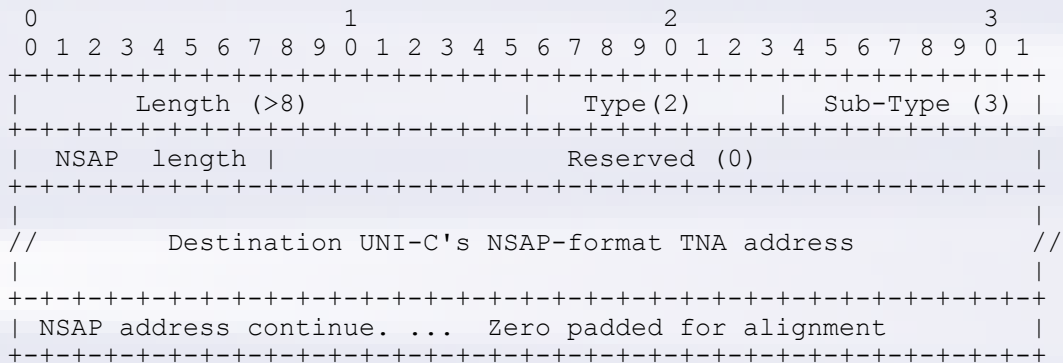 0                   1                   2                   3
 0 1 2 3 4 5 6 7 8 9 0 1 2 3 4 5 6 7 8 9 0 1 2 3 4 5 6 7 8 9 0 1
+-+-+-+-+-+-+-+-+-+-+-+-+-+-+-+-+-+-+-+-+-+-+-+-+-+-+-+-+-+-+-+-+
|       Length (>8)             |   Type(2)     |  Sub-Type (3) |
+-+-+-+-+-+-+-+-+-+-+-+-+-+-+-+-+-+-+-+-+-+-+-+-+-+-+-+-+-+-+-+-+
|  NSAP  length |                  Reserved (0)                 |
+-+-+-+-+-+-+-+-+-+-+-+-+-+-+-+-+-+-+-+-+-+-+-+-+-+-+-+-+-+-+-+-+
|                                                               |
//        Destination UNI-C's NSAP-format TNA address           //
|                                                               |
+-+-+-+-+-+-+-+-+-+-+-+-+-+-+-+-+-+-+-+-+-+-+-+-+-+-+-+-+-+-+-+-+
| NSAP address continue. ...  Zero padded for alignment         |
+-+-+-+-+-+-+-+-+-+-+-+-+-+-+-+-+-+-+-+-+-+-+-+-+-+-+-+-+-+-+-+-+